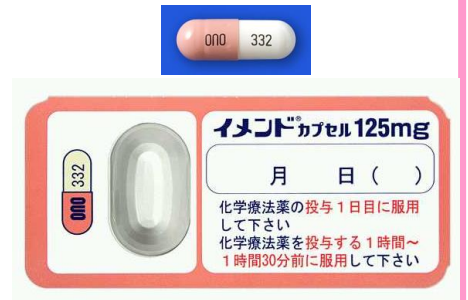 ono 332
イメンド®カプセル125mg
月 日 ( )
ono 332
化学療法薬の投与1日目に服用
して下さい
化学療法薬を投与する1時間～
1時間30分前に服用して下さい